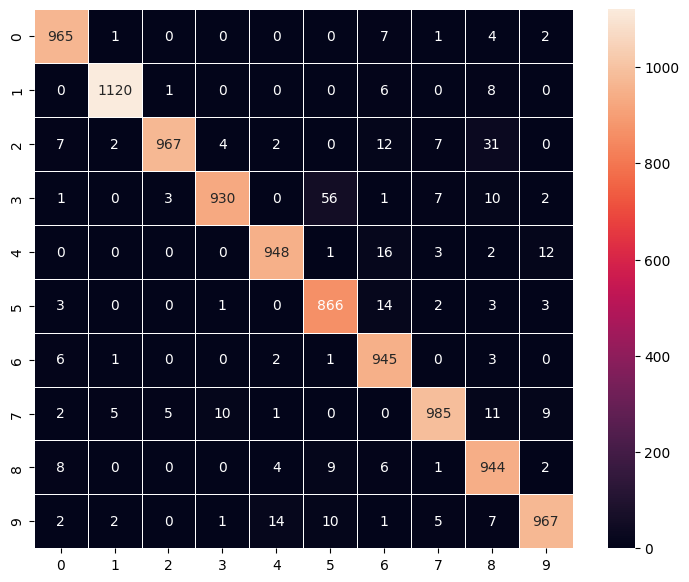 0 965 1 0 0 0 0 7 1 4 2
1 0 1120 1 0 0 0 6 0 8 0
2 7 2 967 4 2 0 12 7 31 0
3 1 0 3 930 0 56 1 7 10 2
4 0 0 0 0 948 1 16 3 2 12
5 3 0 0 1 0 866 14 2 3 3
6 6 1 0 0 2 1 945 0 3 0
7 2 5 5 10 1 0 0 985 11 9
8 8 0 0 0 4 9 6 1 944 2
9 2 2 0 1 14 10 1 5 7 967
0 1 2 3 4 5 6 7 8 9
1000
800
600
400
200
0